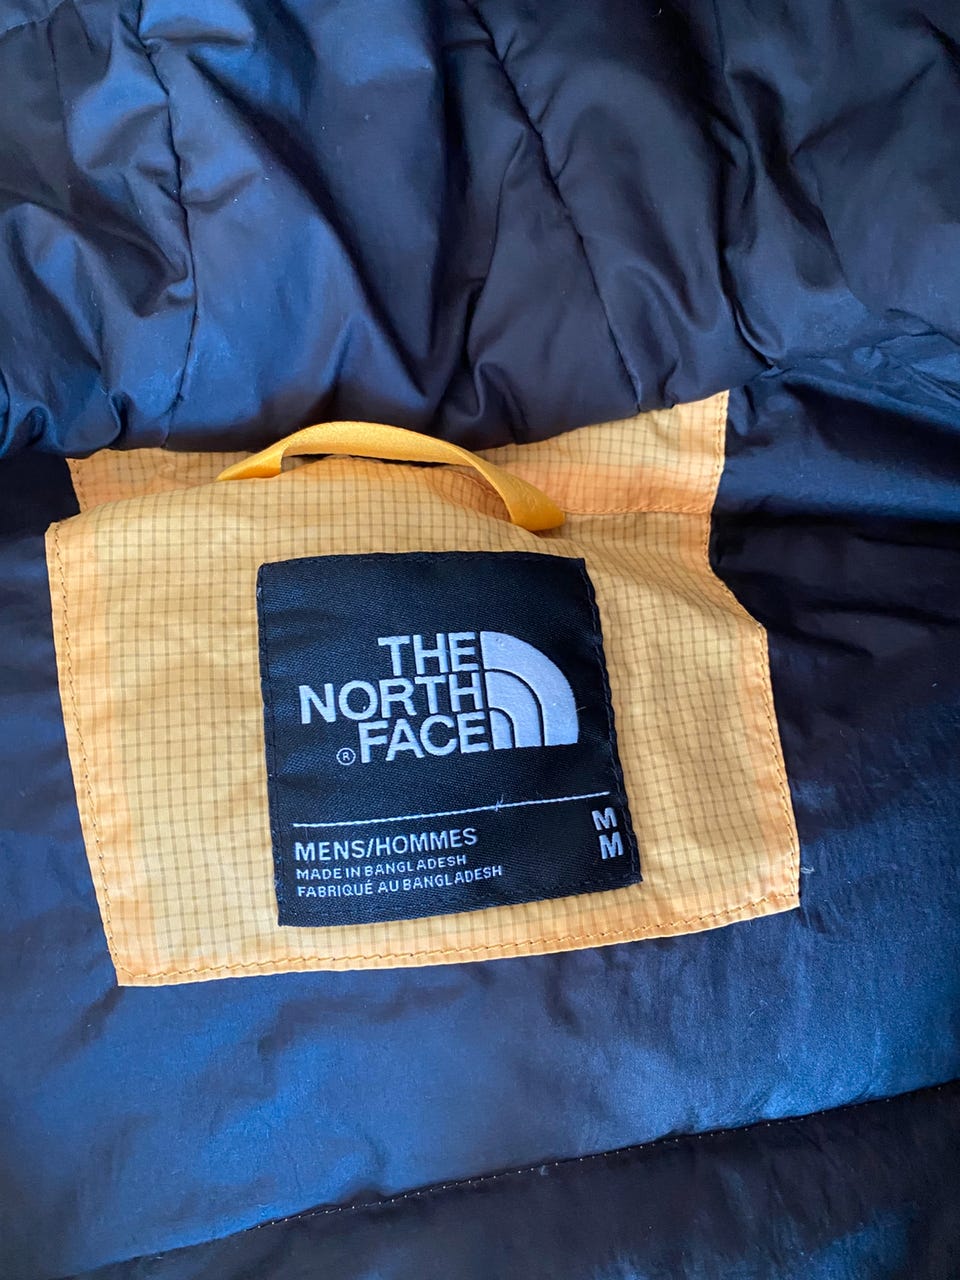 THE
NORTH
® FACE
MENS/HOMMES
MADE IN BANGLADESH
FABRIQUÉ AU BANGLADESH
M
M